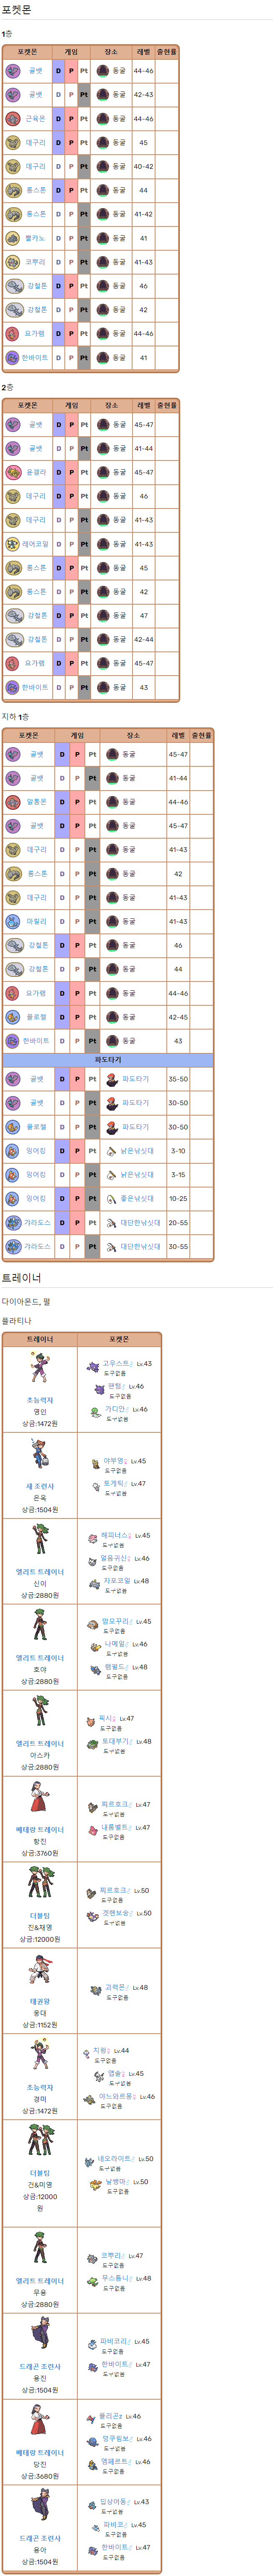 포켓몬
1층
포켓몬 게임 장소 레벨 출현률
골뱃 D P Pt 동굴 44-46
골뱃 D P Pt 동굴 42-43
근육몬 D P Pt 동굴 44-46
데구리 D P Pt 동굴 45
데구리 D P Pt 동굴 40-42
롱스톤 D P Pt 동굴 44
롱스톤 D P Pt 동굴 41-42
뿔카노 D P Pt 동굴 41
코뿌리 D P Pt 동굴 41-43
강철톤 D P Pt 동굴 46
강철톤 D P Pt 동굴 42
요가램 D P Pt 동굴 44-46
한바이트 D P Pt 동굴 41
2층
포켓몬 게임 장소 레벨 출현률
골뱃 D P Pt 동굴 45-47
골뱃 D P Pt 동굴 41-44
윤겔라 D P Pt 동굴 45-47
데구리 D P Pt 동굴 46
데구리 D P Pt 동굴 41-43
레어코일 D P Pt 동굴 41-43
롱스톤 D P Pt 동굴 45
롱스톤 D P Pt 동굴 42
강철톤 D P Pt 동굴 47
강철톤 D P Pt 동굴 42-44
요가램 D P Pt 동굴 45-47
한바이트 D P Pt 동굴 43
지하 1층
포켓몬 게임 장소 레벨 출현률
골뱃 D P Pt 동굴 45-47
골뱃 D P Pt 동굴 41-44
알통몬 D P Pt 동굴 44-46
골뱃 D P Pt 동굴 45-47
데구리 D P Pt 동굴 41-43
롱스톤 D P Pt 동굴 42
데구리 D P Pt 동굴 41-43
마릴리 D P Pt 동굴 41-43
강철톤 D P Pt 동굴 46
강철톤 D P Pt 동굴 44
요가램 D P Pt 동굴 44-46
플로젤 D P Pt 동굴 42-45
한바이트 D P Pt 동굴 43
파도타기
골뱃 D P Pt 파도타기 35-50
골뱃 D P Pt 파도타기 30-50
플로젤 D P Pt 파도타기 30-50
잉어킹 D P Pt 낡은낚싯대 3-10
잉어킹 D P Pt 낡은낚싯대 3-15
잉어킹 D P Pt 좋은낚싯대 10-25
갸라도스 D P Pt 대단한낚싯대 20-55
갸라도스 D P Pt 대단한낚싯대 30-55
트레이너
다이아몬드, 펄
플라티나
트레이너 포켓몬
고우스트♂ Lv.43
도구없음
팬텀♂ Lv.46
도구없음
가디안♂ Lv.46
도구없음
초능력자
명인
상금:1472원
야부엉♀ Lv.45
도구없음
토게틱♂ Lv.47
도구없음
새 조련사
은옥
상금:1504원
해피너스♀ Lv.45
도구없음
얼음귀신♂ Lv.46
도구없음
자포코일 Lv.48
도구없음
엘리트 트레이너
신이
상금:2880원
왕모꾸리♂ Lv.45
도구없음
나메일♂ Lv.46
도구없음
램펄드♂ Lv.48
도구없음
엘리트 트레이너
호야
상금:2880원
픽시♀ Lv.47
도구없음
토대부기♂ Lv.48
도구없음
엘리트 트레이너
아스카
상금:2880원
찌르호크♂ Lv.47
도구없음
내룸벨트♂ Lv.47
도구없음
베테랑 트레이너
항진
상금:3760원
찌르호크♂ Lv.50
도구없음
겟핸보숭♂ Lv.50
도구없음
더블팀
진&재영
상금:12000원
괴력몬♂ Lv.48
도구없음
태권왕
웅대
상금:1152원
치렁♀ Lv.44
도구없음
앱솔♀ Lv.45
도구없음
야느와르몽♀ Lv.46
도구없음
초능력자
경미
상금:1472원
네오라이트♂ Lv.50
도구없음
날쌩마♂ Lv.50
도구없음
더블팀
건&미영
상금:12000
원
코뿌리♂ Lv.47
도구없음
무스틈니♂ Lv.48
도구없음
엘리트 트레이너
무용
상금:2880원
파비코리♂ Lv.45
도구없음
한바이트♂ Lv.47
도구없음
드래곤 조련사
용진
상금:1504원
폴리곤z Lv.46
도구없음
덩쿠림보♂ Lv.46
도구없음
엠페르트♂ Lv.46
도구없음
베테랑 트레이너
당진
상금:3680원
딥상어동♂ Lv.43
도구없음
파비코♂ Lv.45
도구없음
한바이트♂ Lv.47
도구없음
드래곤 조련사
용아
상금:1504원